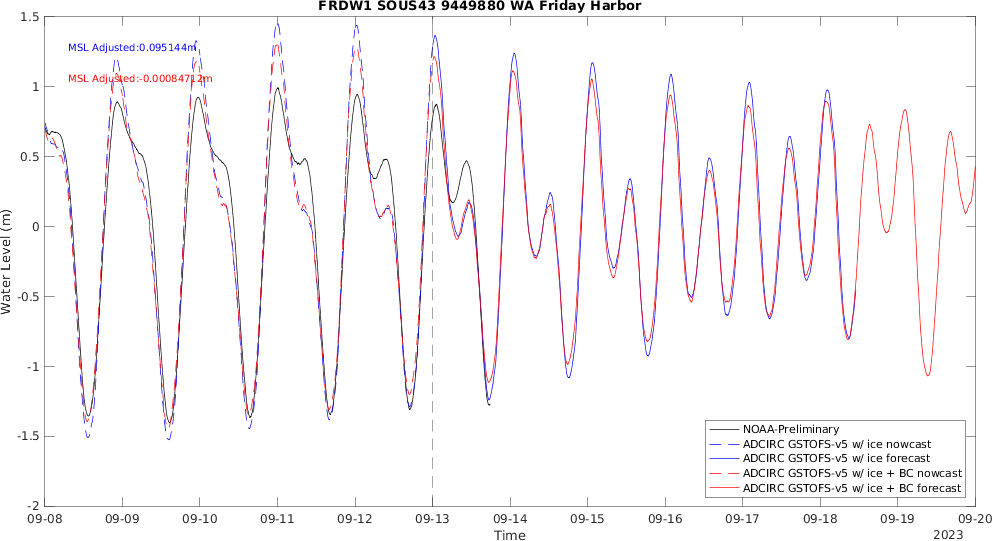 FRDW1 SOUS43 9449880 WA Friday Harbor
MSL Adjusted:0.095144m
MSL Adjusted:-0.00084712m
Water Level (m)
1.5
1
0.5
0
-0.5
-1
-1.5
-2
NOAA-Preliminary
ADCIRC GSTOFS-v5 w/ ice nowcast
ADCIRC GSTOFS-v5 w/ ice forecast
ADCIRC GSTOFS-v5 w/ ice + BC nowcast
ADCIRC GSTOFS-v5 w/ ice + BC forecast
09-08 09-09 09-10 09-11 09-12 09-13 09-14 09-15 09-16 09-17 09-18 09-19 09-20
Time
2023